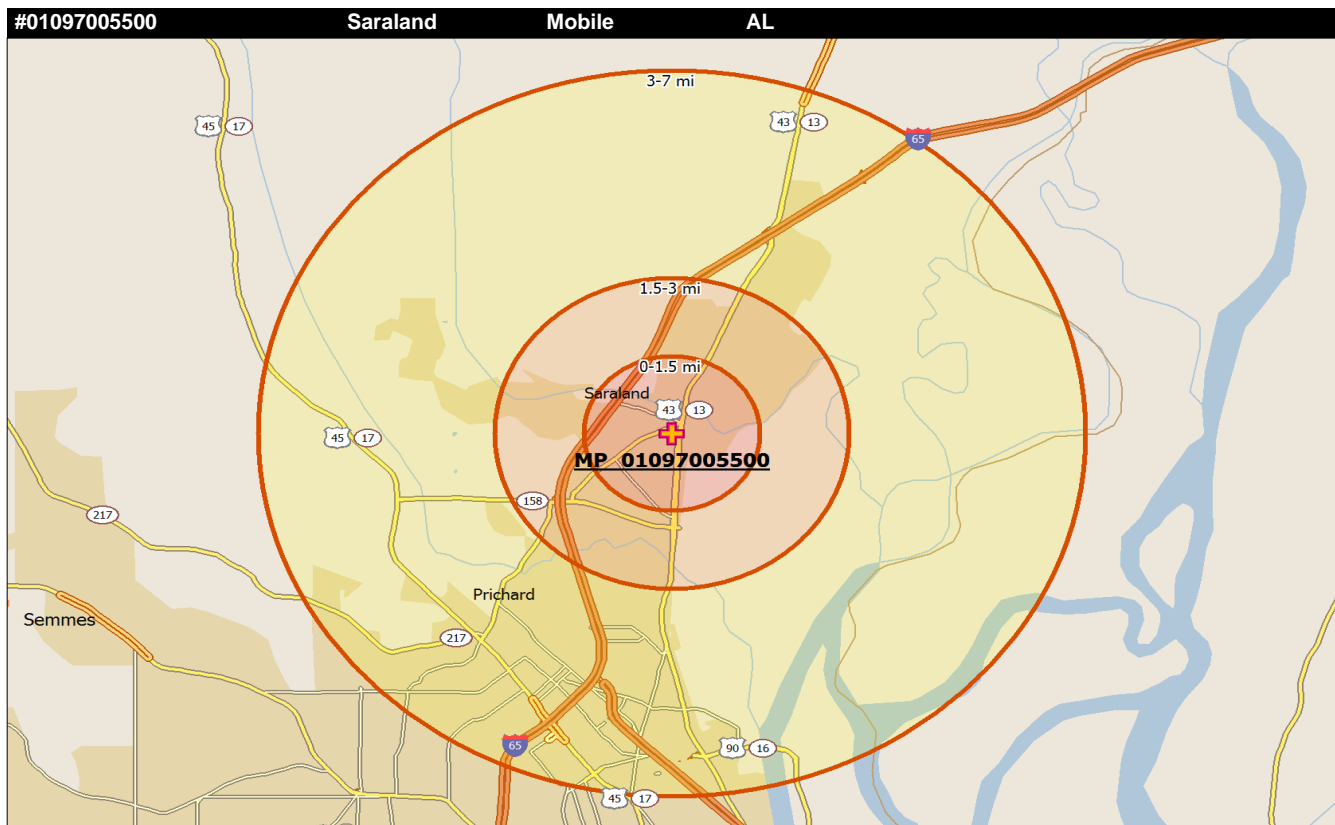 #01097005500 Saraland Mobile AL
3-7 mi
45 17
43 13
65
1.5-3 mi
0-1.5 mi
Saraland
43 13
45 17
MP 01097005500
158
217
Prichard
Semmes
217
65
90 16
45 17